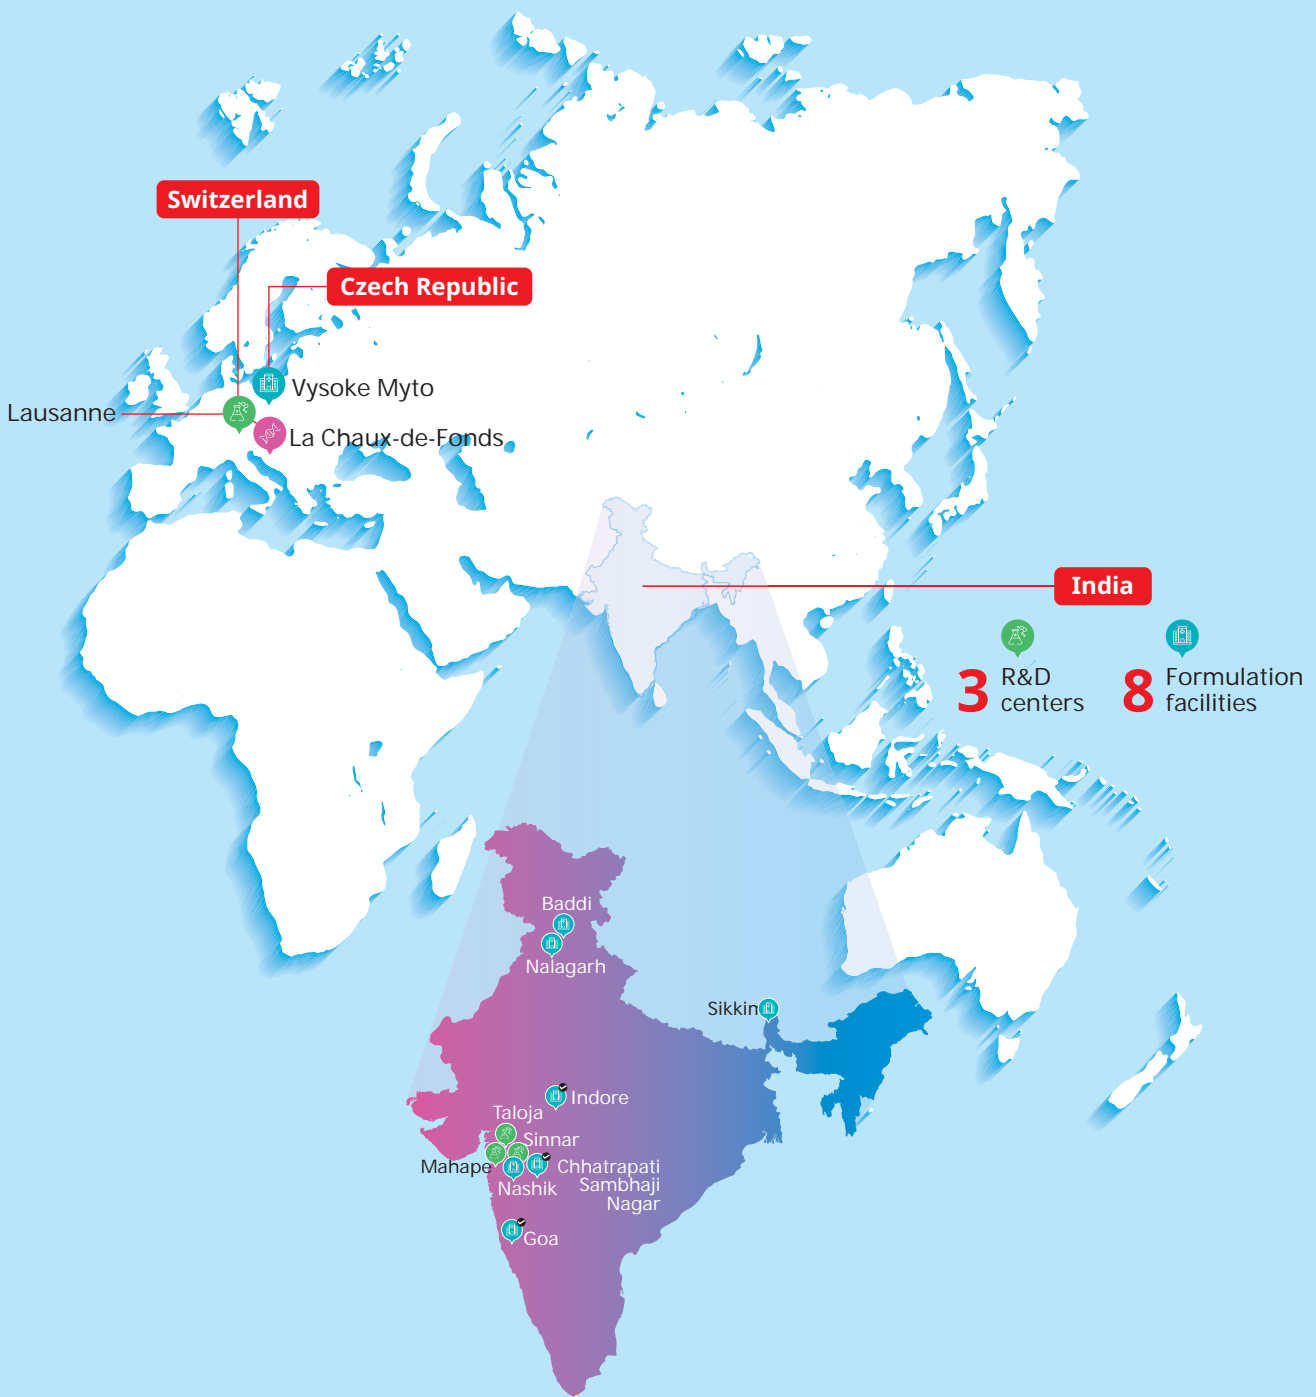 Switzerland
Czech Republic
Vysoke Myto
Lausanne
La Chaux-de-Fonds
India
3 R&D
centers
8 Formulation
facilities
Baddi
Nalagarh
Sikkin
Indore
Taloja
Sinnar
Mahape
Chhatrapati
Sambhaji
Nagar
Nashik
Goa